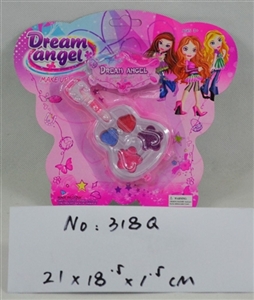 Dream
angel
DREAM ANGEL
No: 318Q
21 x 18.5 x 1.5 CM